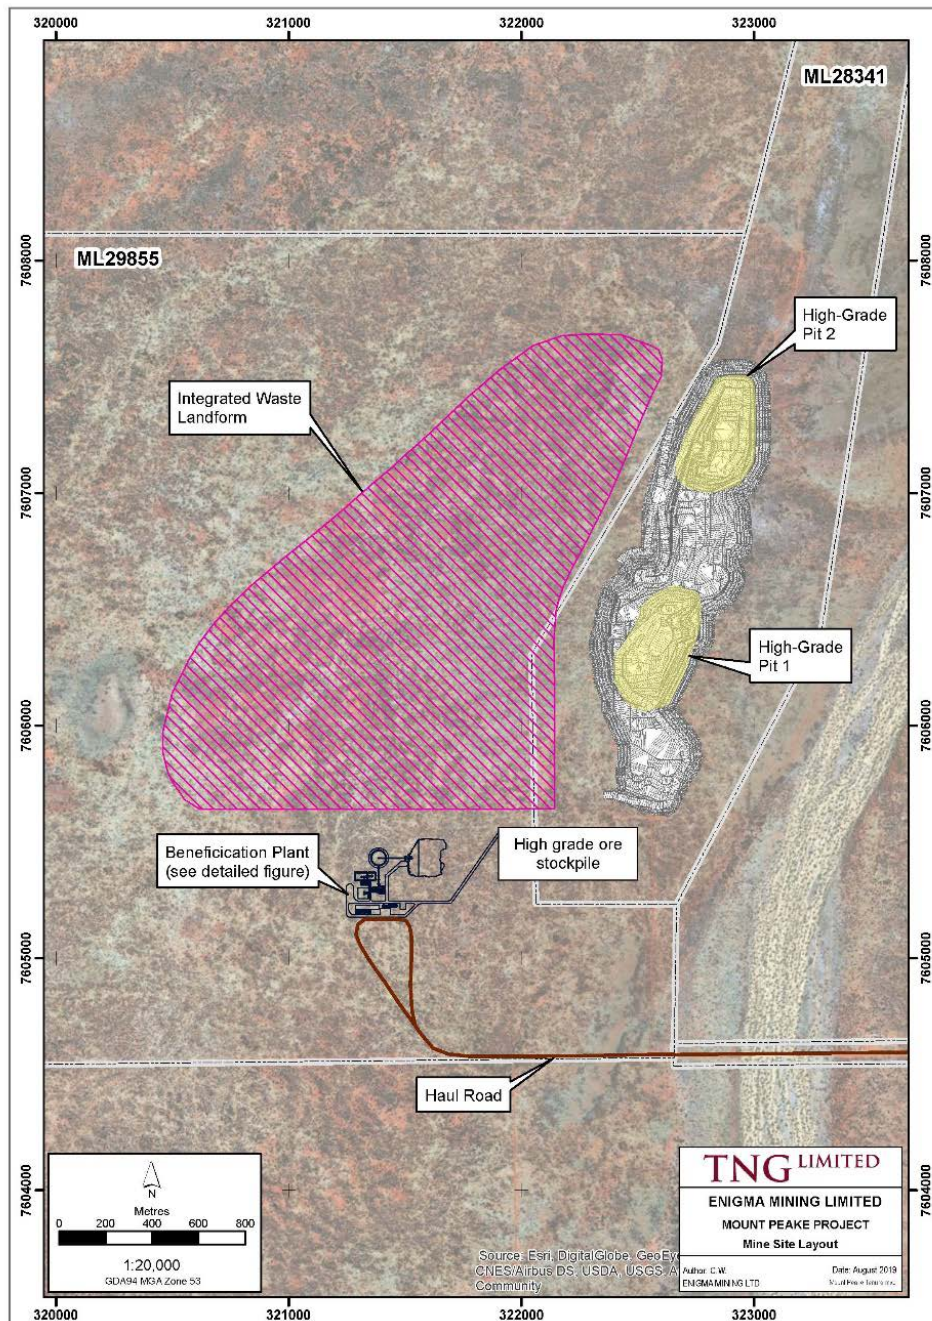 320000
321000
322000
323000
ML28341
7608000
ML29855
7608000
High-Grade
Pit 2
Integrated Waste
Landform
7607000
7607000
High-Grade
Pit 1
7606000
7606000
Beneficication Plant
(see detailed figure)
High grade ore
stockpile
7605000
7605000
Haul Road
7604000
7604000
N
Metres
0 200 400 600 800
1:20,000
GDA94 MGA Zone 53
Source: Esri, DigitalGlobe, GeoEy
CNES/Airbus DS, USDA, USGS, A
Community
TNG LIMITED
ENIGMA MINING LIMITED
MOUNT PEAKE PROJECT
Mine Site Layout
Author: C.W.
Date: August 2019
ENIGMA MINING LTD
320000
321000
322000
323000